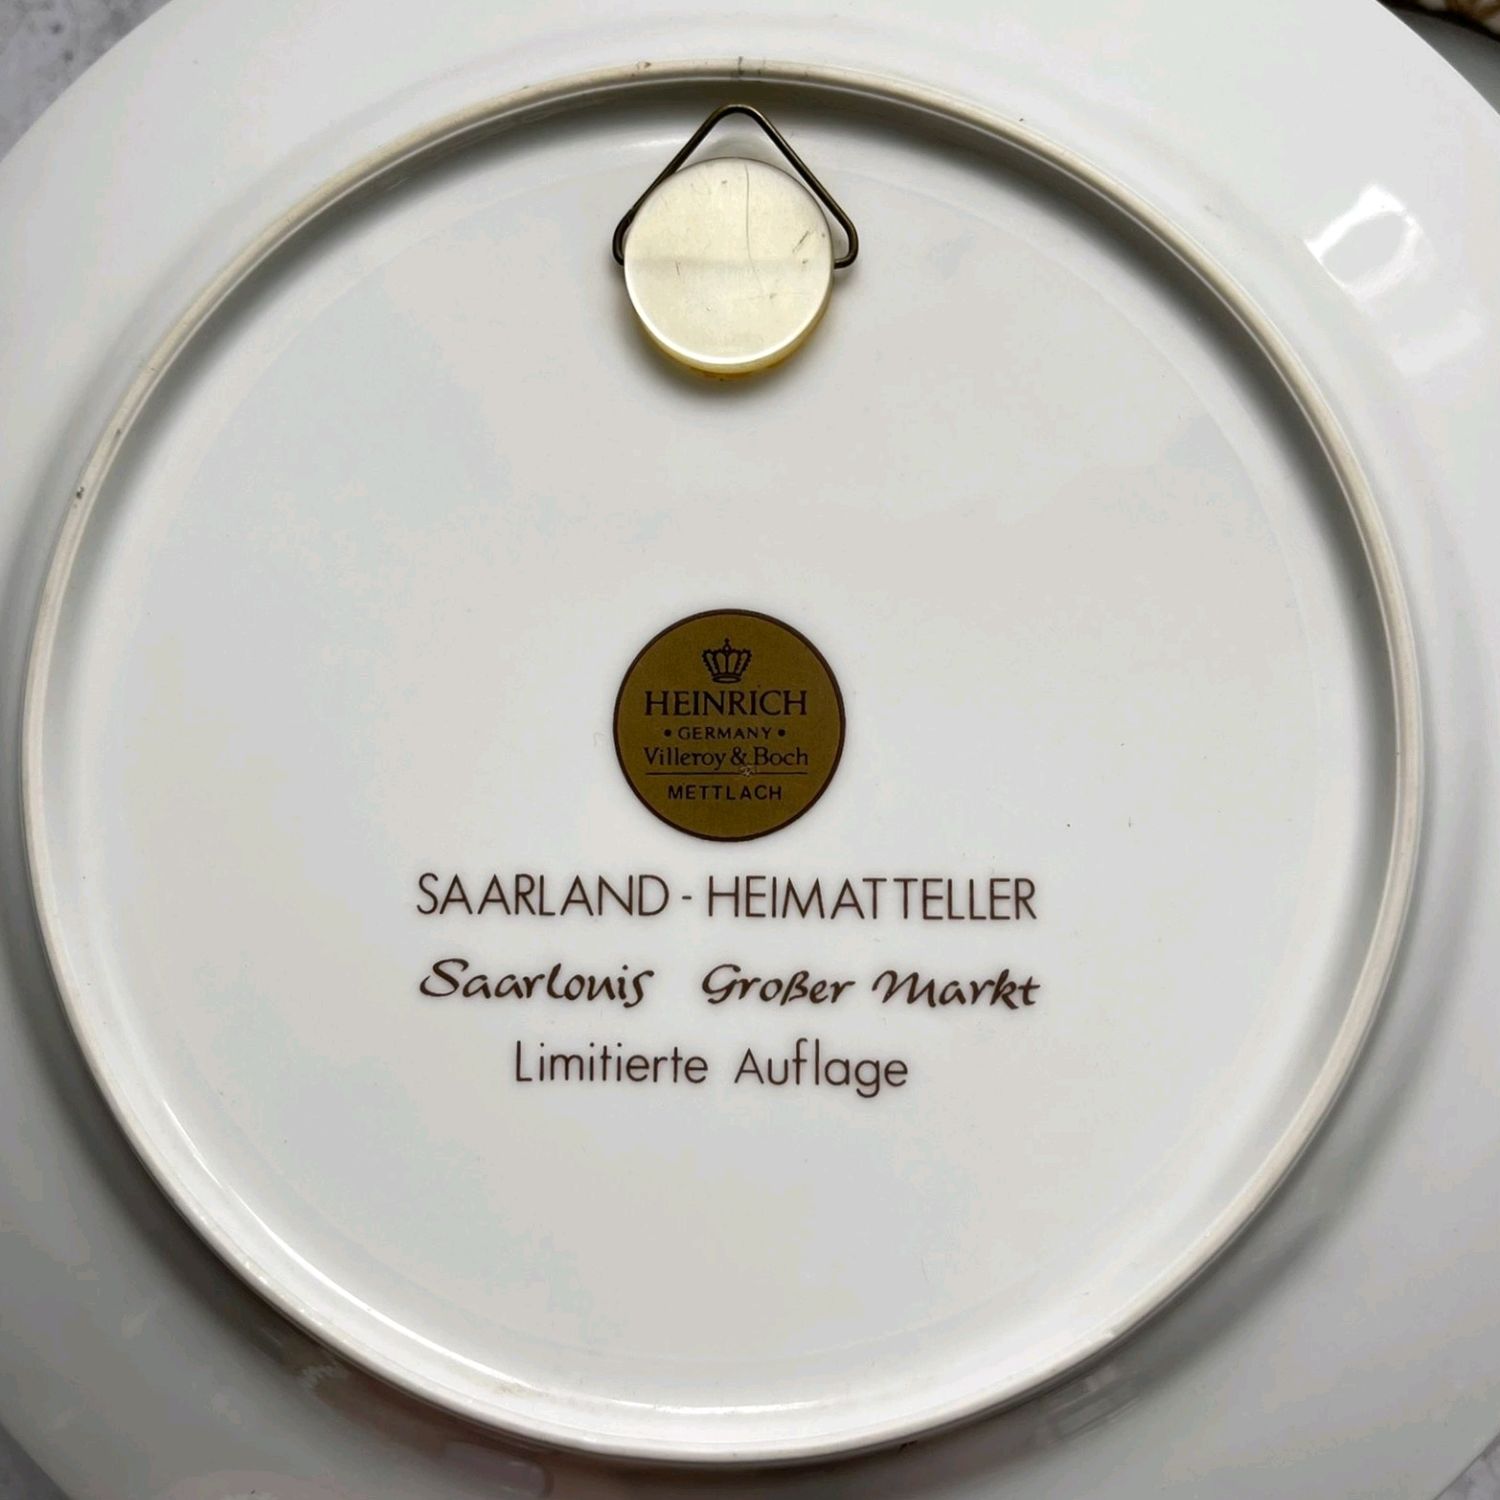 HEINRICH
• GERMANY •
Villeroy & Boch
METTLACH
SAARLAND - HEIMATTELLER
Saarlouis Großer Markt
Limitierte Auflage